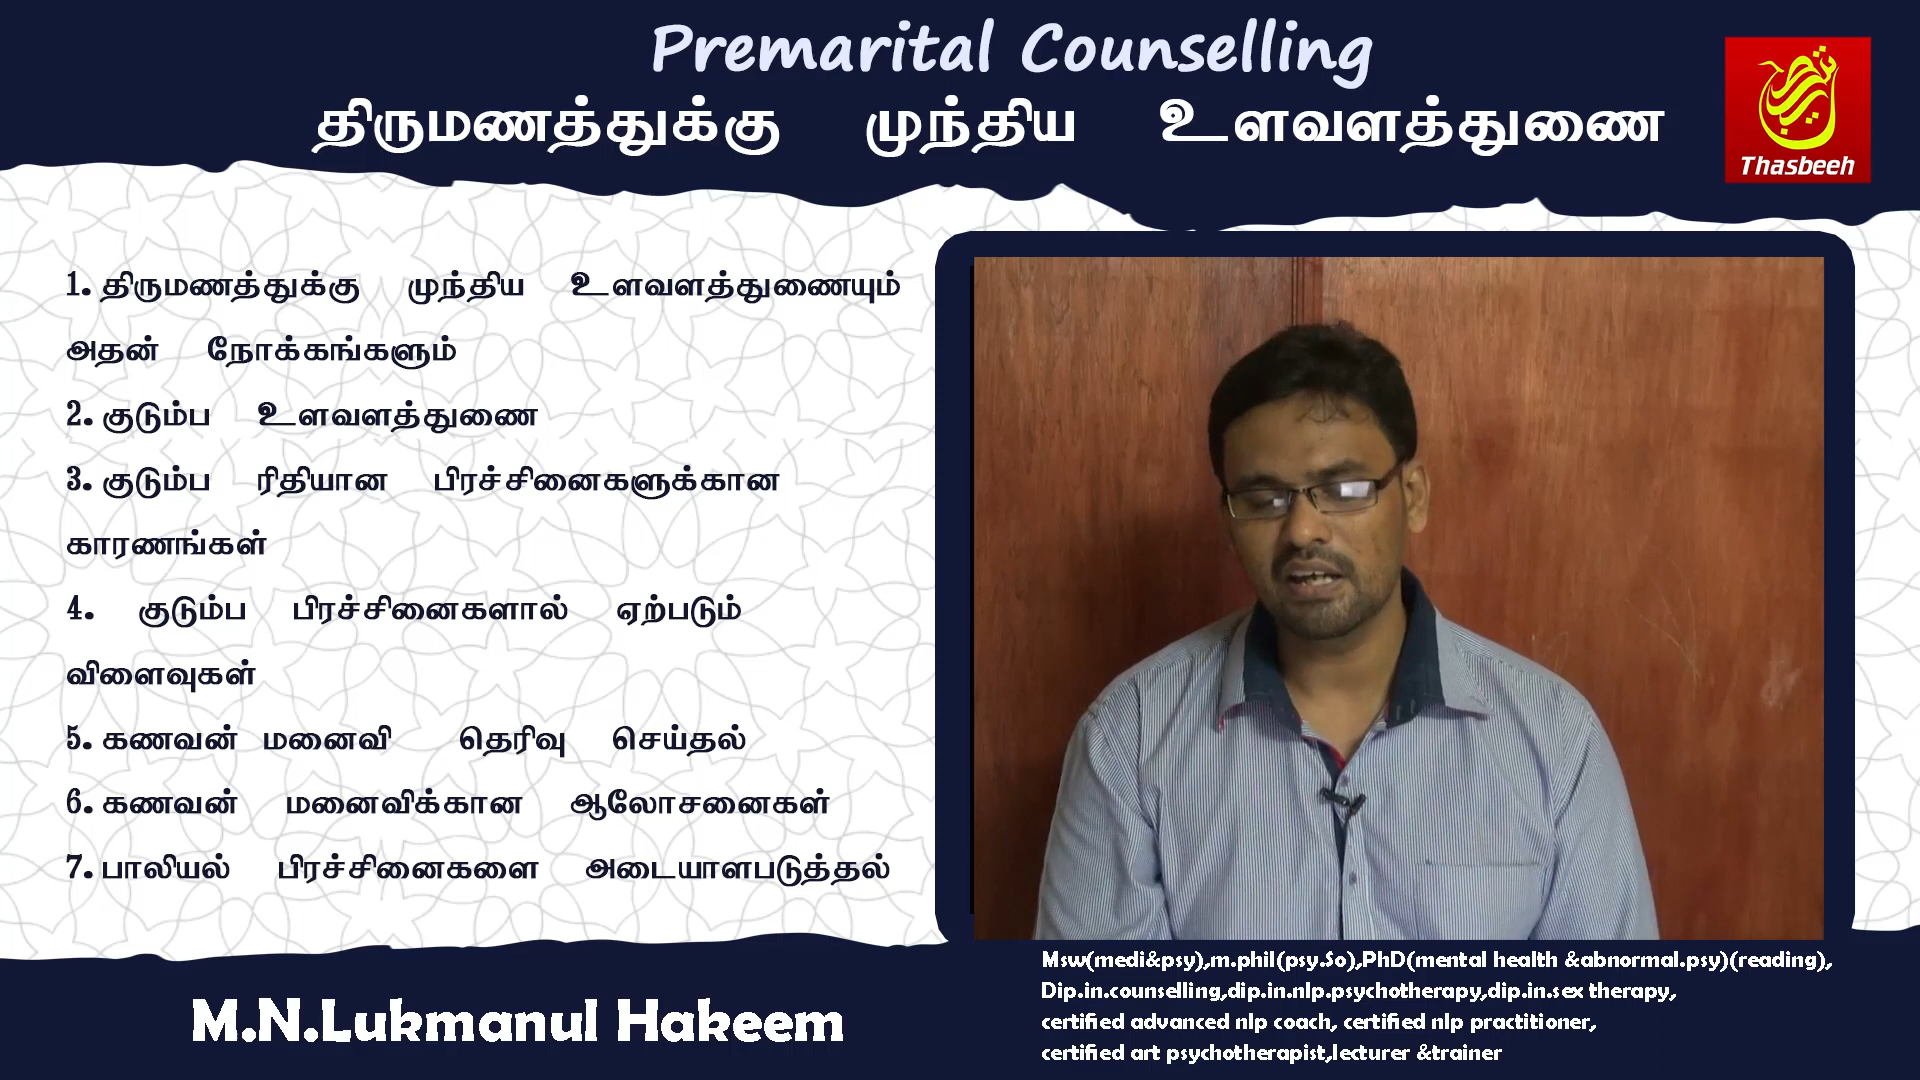 Premarital Counselling
திருமணத்துக்கு முந்திய உளவளத்துணை
Thasbeeh
1. திருமணத்துக்கு முந்திய உளவளத்துணையும்
அதன் நோக்கங்களும்
2. குடும்ப உளவளத்துணை
3. குடும்ப ரிதியான பிரச்சினைகளுக்கான
காரணங்கள்
4. குடும்ப பிரச்சினைகளால் ஏற்படும்
விளைவுகள்
5. கணவன் மனைவி தெரிவு செய்தல்
6. கணவன் மனைவிக்கான ஆலோசனைகள்
7. பாலியல் பிரச்சினைகளை அடையாளபடுத்தல்
M.N.Lukmanul Hakeem
Msw(medi&psy),m.phil(psy.So),PhD(mental health &abnormal.psy)(reading),
Dip.in.counselling,dip.in.nlp.psychotherapy,dip.in.sex therapy,
certified advanced nlp coach, certified nlp practitioner,
certified art psychotherapist,lecturer &trainer